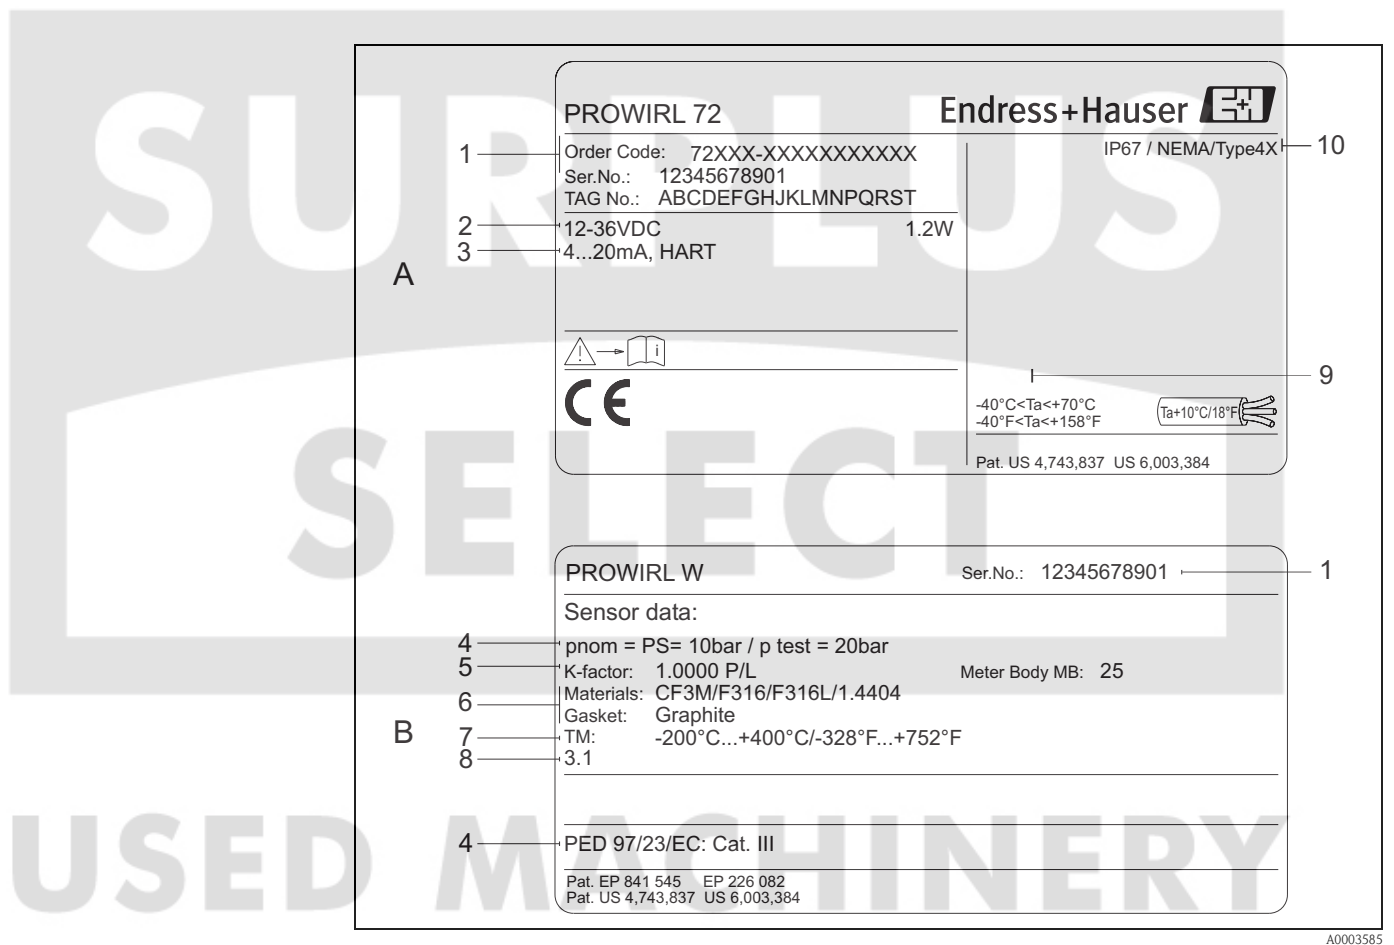 SURPLUS
SELECT
USED MACHINERY
A
PROWIRL 72
Endress+Hauser E+H
1
Order Code: 72XXX-XXXXXXXXXXX
Ser.No.: 12345678901
TAG No.: ABCDEFGHJKLMNPQRST
IP67 / NEMA/Type4X
10
2
12-36VDC 1.2W
3
4...20mA, HART
i
CE
9
-40°C<Ta<+70°C
-40°F<Ta<+158°F
Ta+10°C/18°F
Pat. US 4,743,837 US 6,003,384
B
PROWIRL W
Ser.No.: 12345678901
1
Sensor data:
4
pnom = PS= 10bar / p test = 20bar
5
K-factor: 1.0000 P/L
Meter Body MB: 25
6
Materials: CF3M/F316/F316L/1.4404
Gasket: Graphite
7
TM: -200°C...+400°C/-328°F...+752°F
8
3.1
4
PED 97/23/EC: Cat. III
Pat. EP 841 545 EP 226 082
Pat. US 4,743,837 US 6,003,384
A0003585